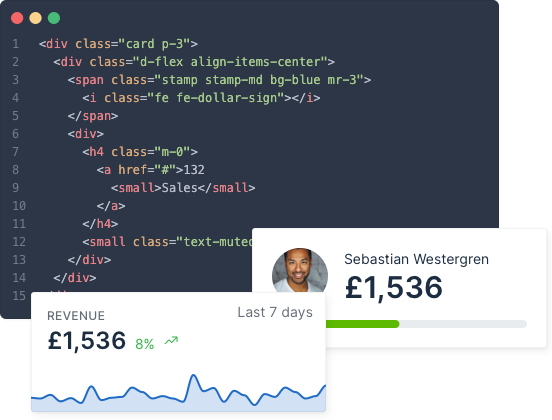 1 <div class="card p-3">
2 <div class="d-flex align-items-center">
3 <span class="stamp stamp-md bg-blue mr-3">
4 <i class="fe fe-dollar-sign"></i>
5 </span>
6 <div>
7 <h4 class="m-0">
8 <a href="#">132
9 <small>Sales</small>
10 </a>
11 </h4>
12 <small class="text-muted
13 </div>
14 </div>
15
Sebastian Westergren
£1,536
REVENUE
Last 7 days
£1,536 8%